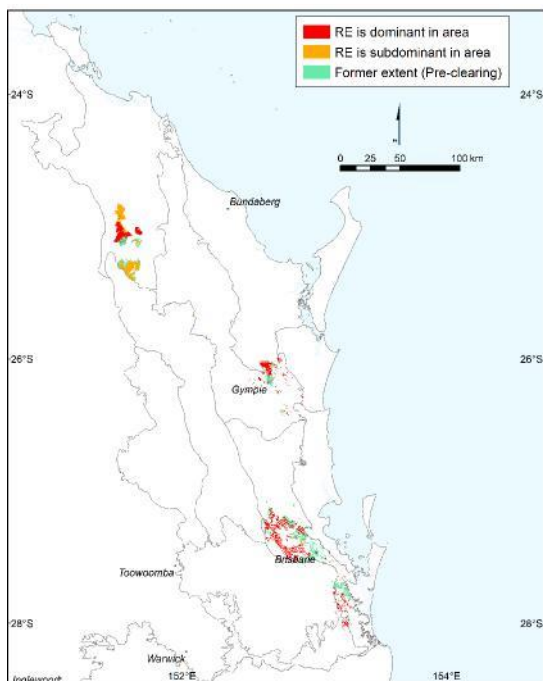 RE is dominant in area
RE is subdominant in area
Former extent (Pre-clearing)
24°S
24°S
0 25 50 100 km
Bundaberg
26°S
26°S
Gympie
Brisbane
Toowoomba
28°S
28°S
Warwick
152°E
154°E